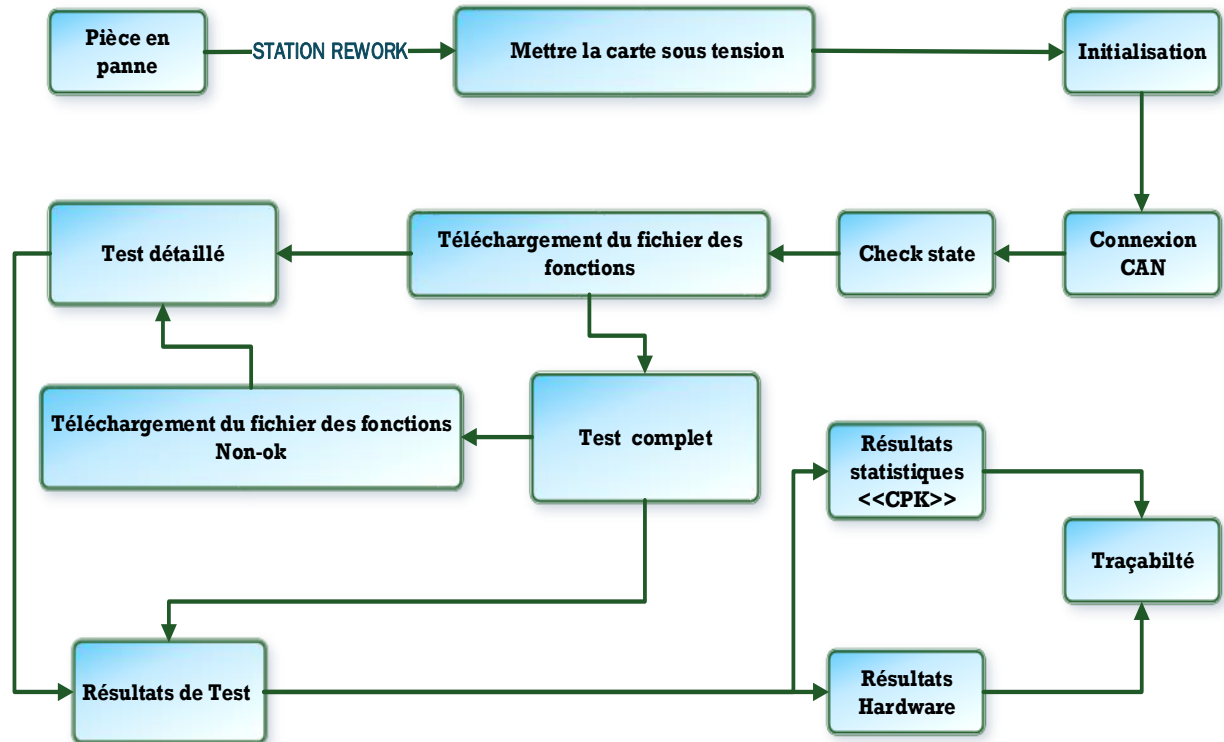 Pièce en
panne
STATION REWORK
Mettre la carte sous tension
Initialisation
Test détaillé
Téléchargement du fichier des
fonctions
Check state
Connexion
CAN
Téléchargement du fichier des fonctions
Non-ok
Test complet
Résultats
statistiques
<<CPK>>
Traçabilté
Résultats de Test
Résultats
Hardware